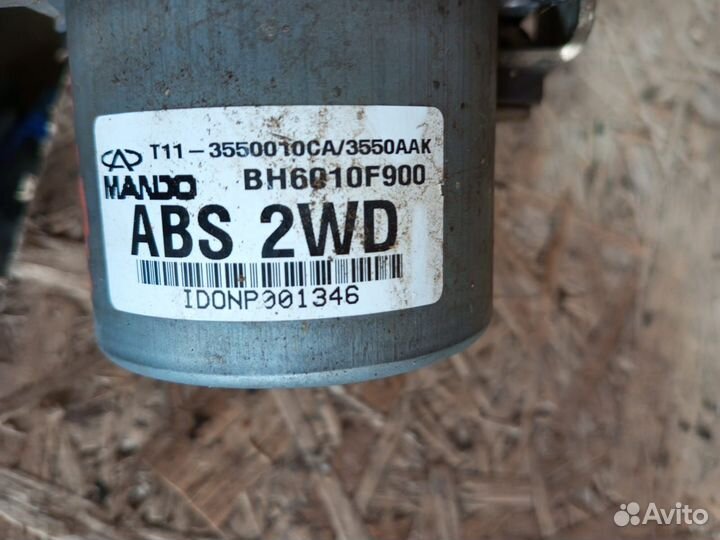 T11-3550010CA/3550AAK
MANDO BH6010F900
ABS 2WD
IDONP001346
Avito